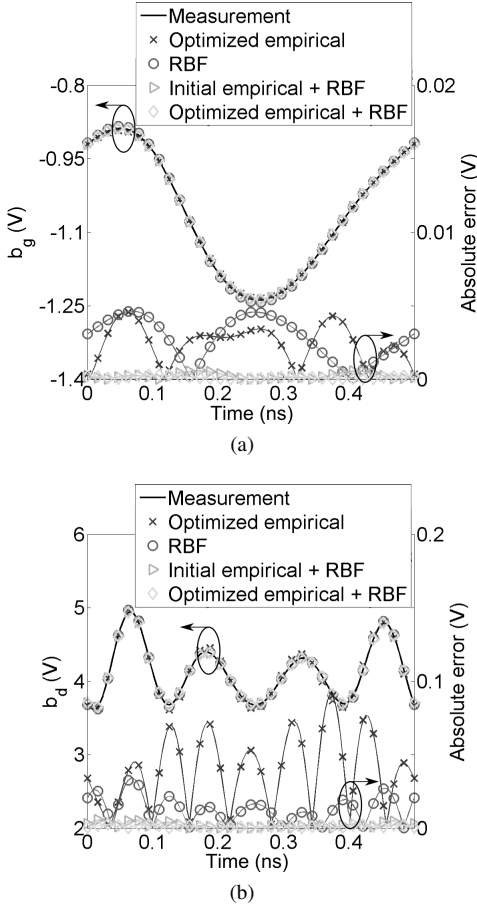 Measurement
Optimized empirical
RBF
Initial empirical + RBF
Optimized empirical + RBF
-0.8
-0.95
-1.1
-1.25
-1.4
b_g (V)
0.02
0.01
0
Absolute error (V)
0 0.1 0.2 0.3 0.4
Time (ns)
(a)
Measurement
Optimized empirical
RBF
Initial empirical + RBF
Optimized empirical + RBF
6
5
4
3
2
b_d (V)
0.2
0.1
0
Absolute error (V)
0 0.1 0.2 0.3 0.4
Time (ns)
(b)